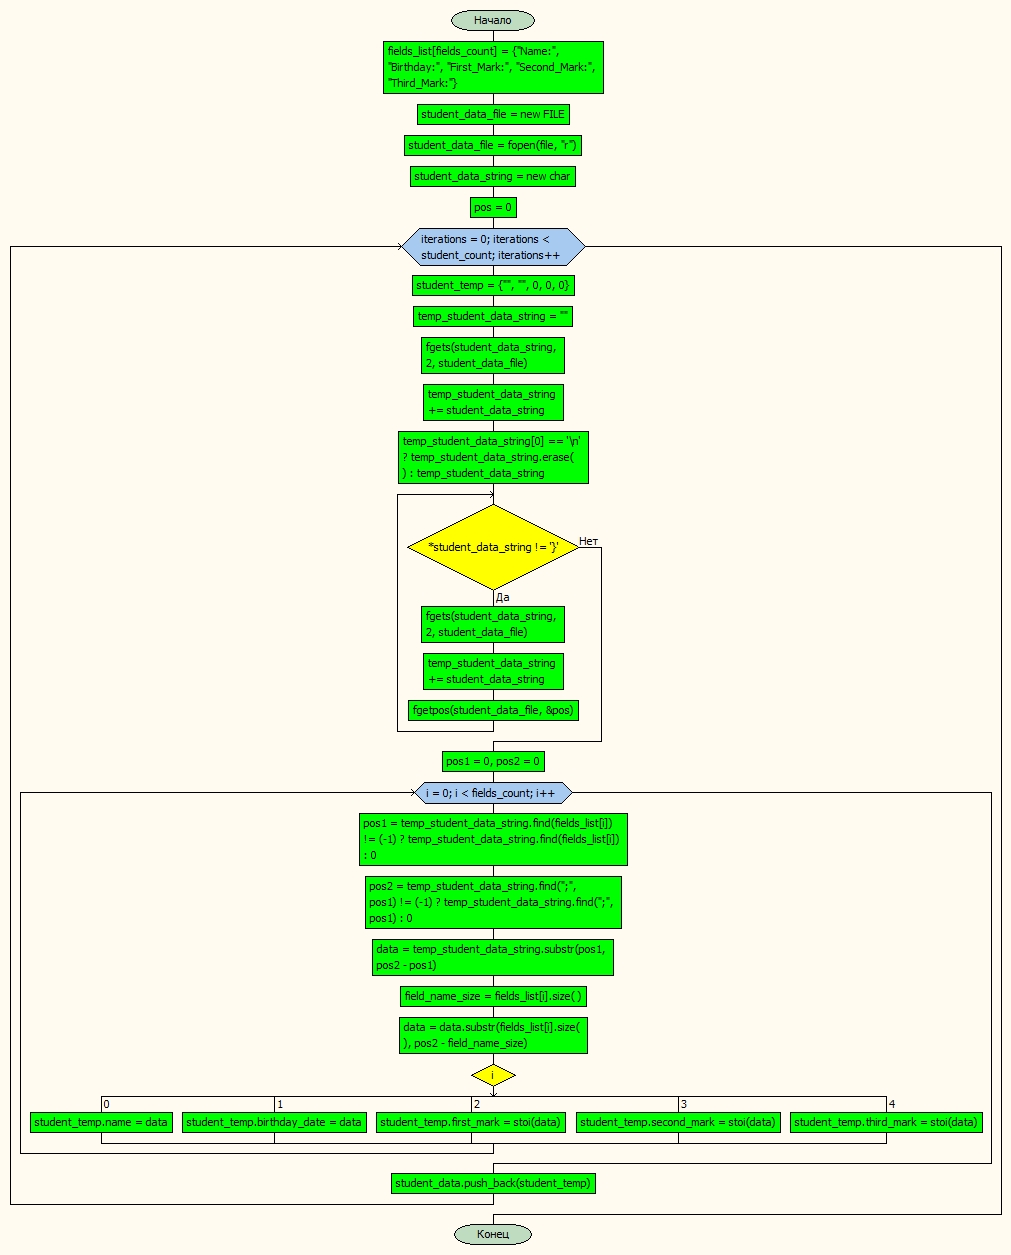 Начало
fields_list[fields_count] = {"Name:",
"Birthday:", "First_Mark:", "Second_Mark:",
"Third_Mark:"}
student_data_file = new FILE
student_data_file = fopen(file, "r")
student_data_string = new char
pos = 0
iterations = 0; iterations <
student_count; iterations++
student_temp = {"", "", 0, 0, 0}
temp_student_data_string = ""
fgets(student_data_string,
2, student_data_file)
temp_student_data_string
+= student_data_string
temp_student_data_string[0] == '\n'
? temp_student_data_string.erase(
) : temp_student_data_string
*student_data_string != '}'
Нет
Да
fgets(student_data_string,
2, student_data_file)
temp_student_data_string
+= student_data_string
fgetpos(student_data_file, &pos)
pos1 = 0, pos2 = 0
i = 0; i < fields_count; i++
pos1 = temp_student_data_string.find(fields_list[i])
!= (-1) ? temp_student_data_string.find(fields_list[i])
: 0
pos2 = temp_student_data_string.find(";",
pos1) != (-1) ? temp_student_data_string.find(";",
pos1) : 0
data = temp_student_data_string.substr(pos1,
pos2 - pos1)
field_name_size = fields_list[i].size( )
data = data.substr(fields_list[i].size(
), pos2 - field_name_size)
i
0 1 2 3 4
student_temp.name = data student_temp.birthday_date = data student_temp.first_mark = stoi(data) student_temp.second_mark = stoi(data) student_temp.third_mark = stoi(data)
student_data.push_back(student_temp)
Конец